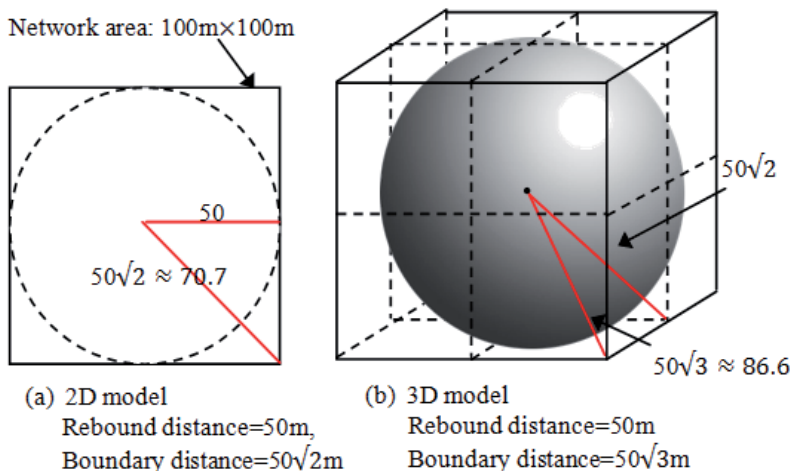 Network area: 100m×100m
50
50√2 ≈ 70.7
50√2
50√3 ≈ 86.6
(a) 2D model
Rebound distance=50m,
Boundary distance=50√2m
(b) 3D model
Rebound distance=50m
Boundary distance=50√3m